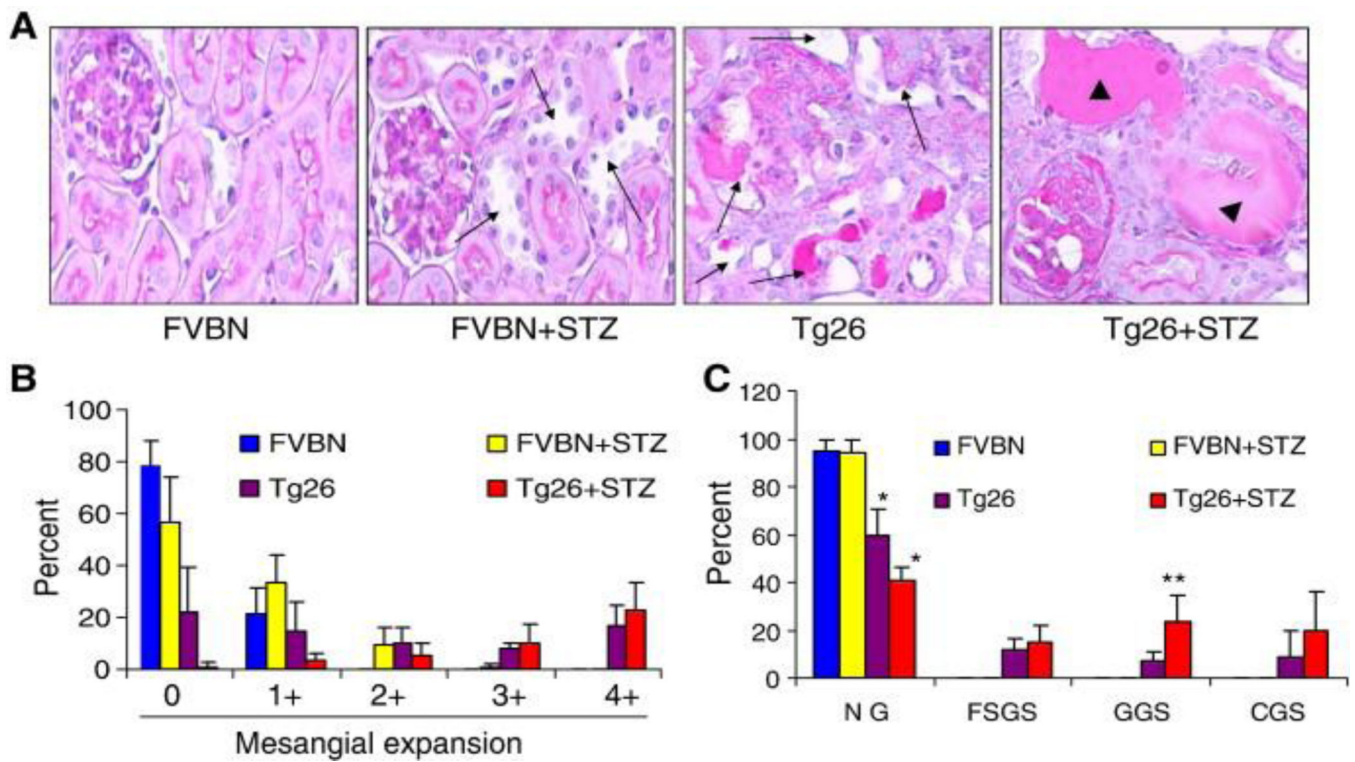 A
FVBN
FVBN+STZ
Tg26
Tg26+STZ
B
Percent
100
80
60
40
20
0
FVBN
FVBN+STZ
Tg26
Tg26+STZ
0
1+
2+
3+
4+
Mesangial expansion
C
Percent
120
100
80
60
40
20
0
FVBN
FVBN+STZ
Tg26
Tg26+STZ
*
*
**
N G
FSGS
GGS
CGS